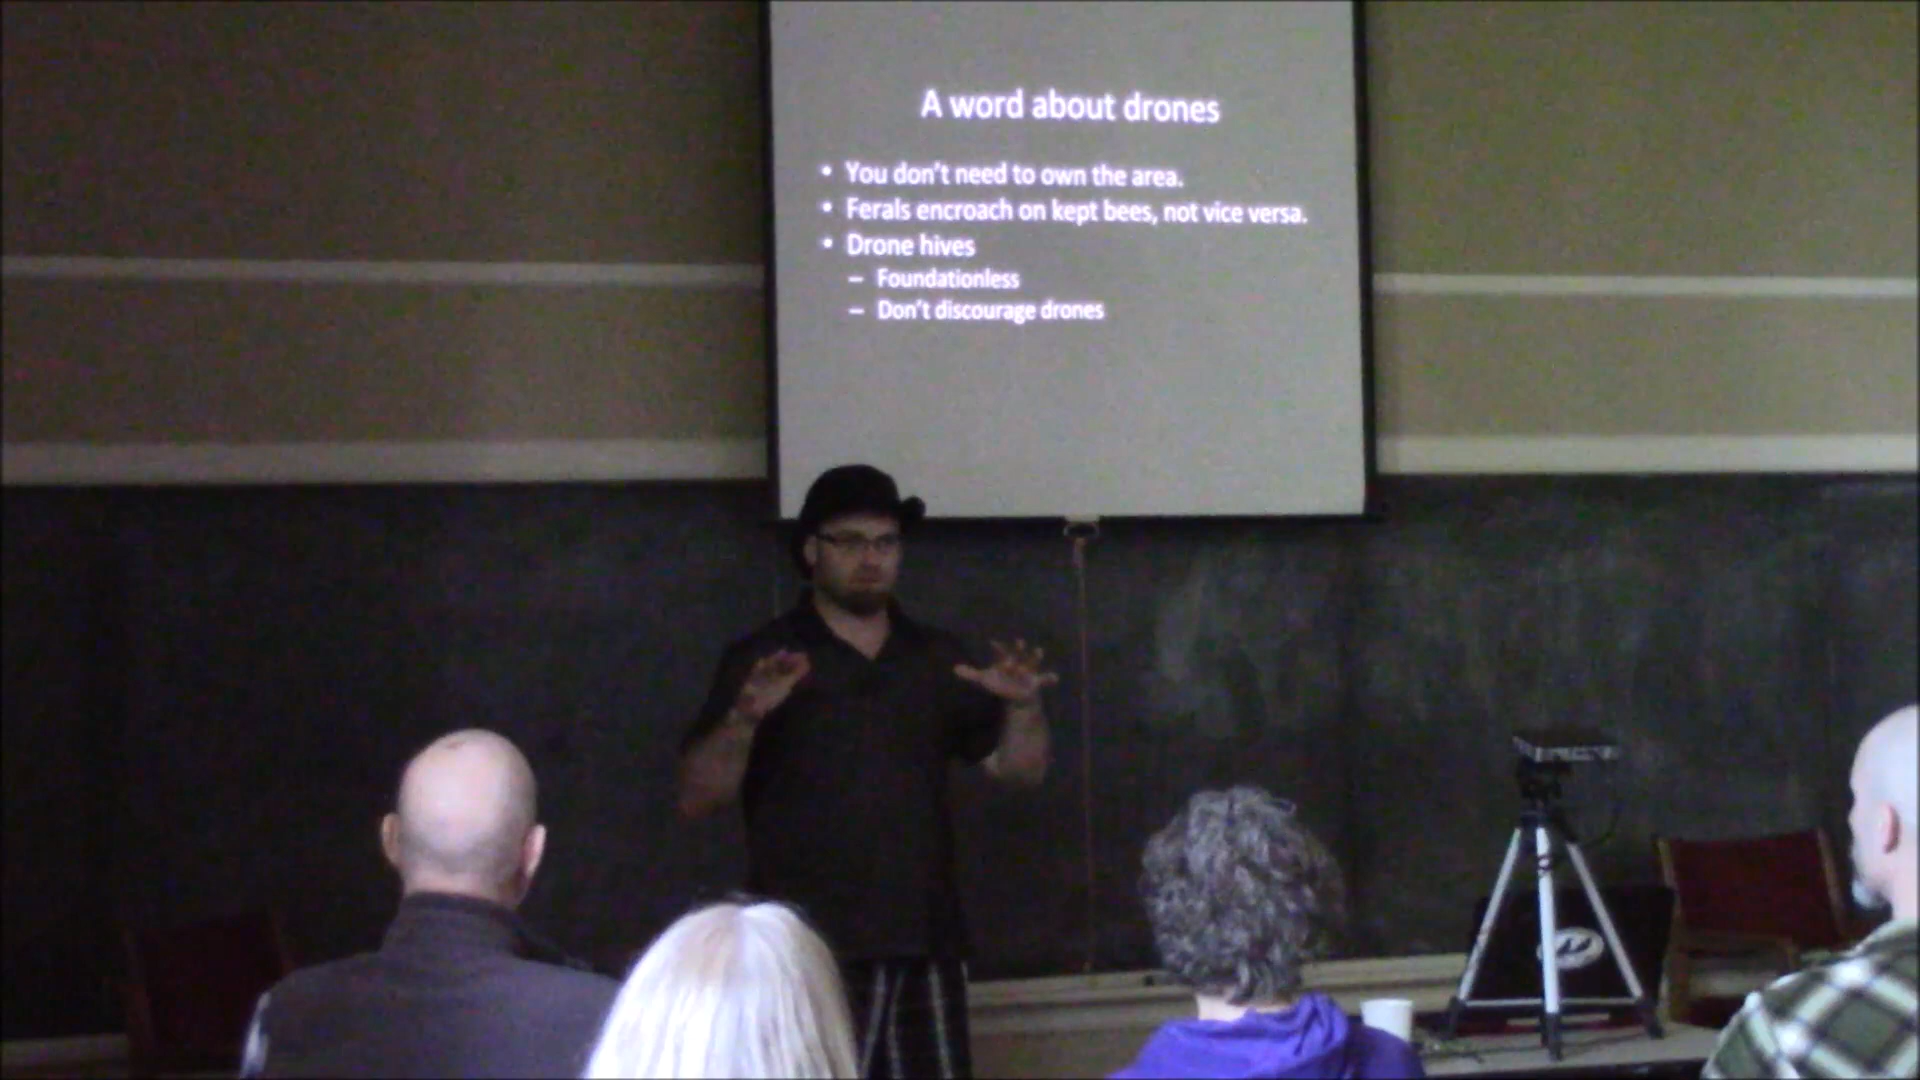 A word about drones
• You don't need to own the area.
• Ferals encroach on kept bees, not vice versa.
• Drone hives
– Foundationless
– Don't discourage drones